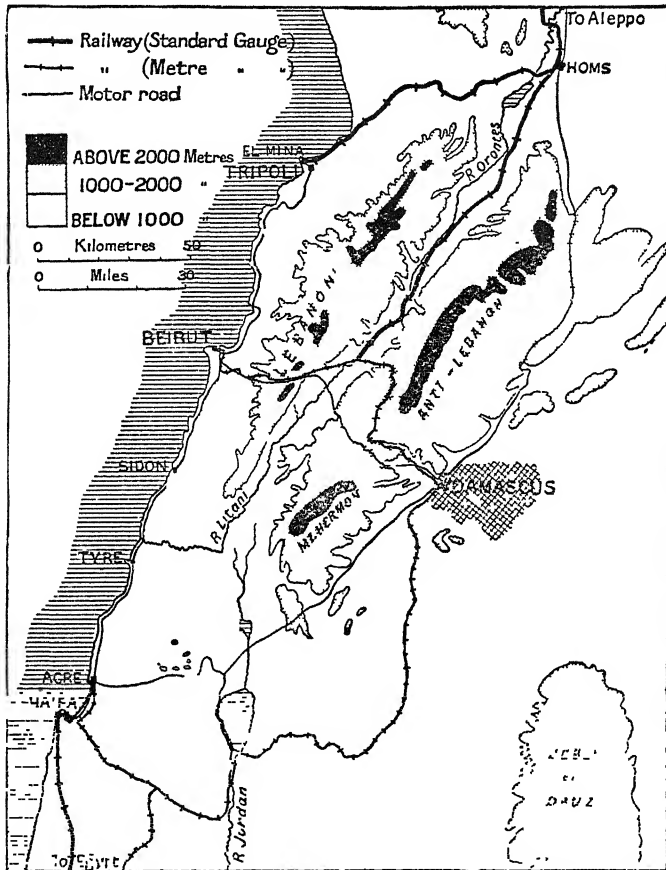 To Aleppo
Railway (Standard Gauge)
" (Metre " "
Motor road
HOMS
ABOVE 2000 Metres
1000-2000 "
BELOW 1000 "
EL MINA
TRIPOLI
R Orontes
0 Kilometres 50
0 Miles 30
LEBANON
BEIRUT
ANTI-LEBANON
SIDON
R Litani
DAMASCUS
MT. HERMON
TYRE
ACRE
HAIFA
R Jordan